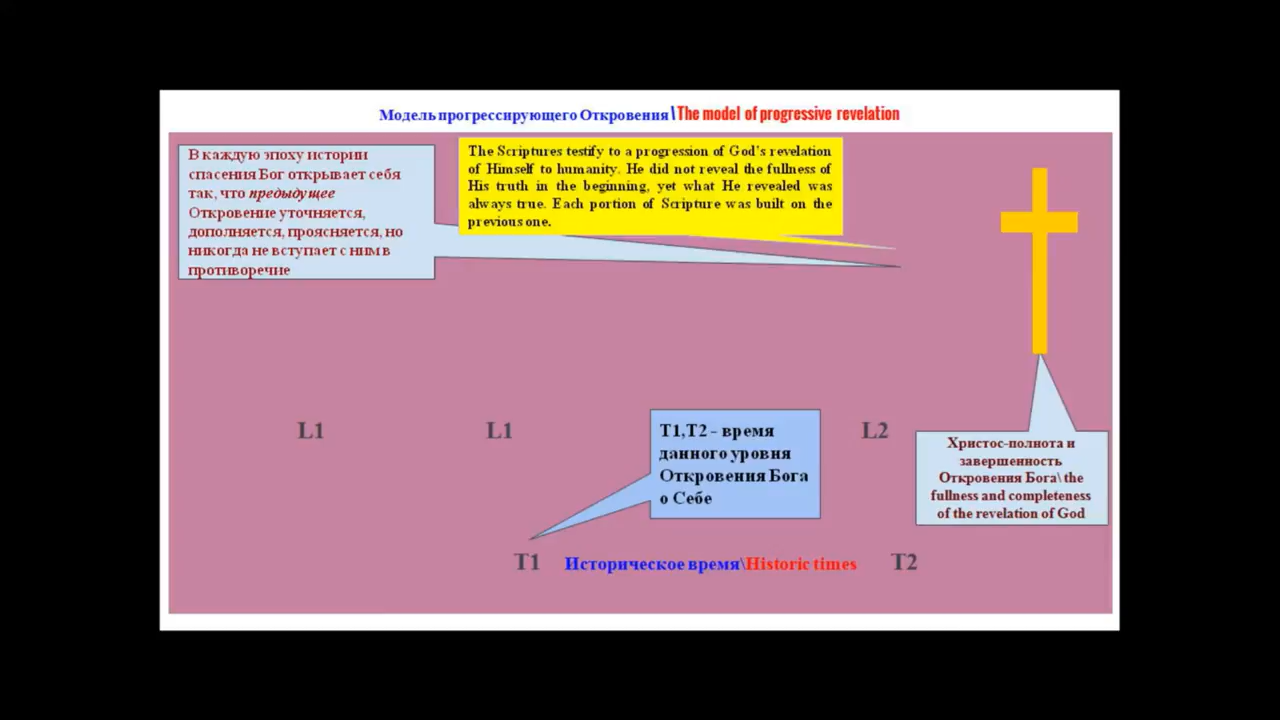 Модель прогрессирующего Откровения\The model of progressive revelation
В каждую эпоху истории
спасения Бог открывает себя
так, что предыдущее
Откровение уточняется,
дополняется, проясняется, но
никогда не вступает с ним в
противоречие
The Scriptures testify to a progression of God's revelation
of Himself to humanity. He did not reveal the fullness of
His truth in the beginning, yet what He revealed was
always true. Each portion of Scripture was built on the
previous one.
L1
L1
T1,T2 – время
данного уровня
Откровения Бога
о Себе
L2
Христос-полнота и
завершенность
Откровения Бога\ the
fullness and completeness
of the revelation of God
T1
Историческое время\Historic times
T2